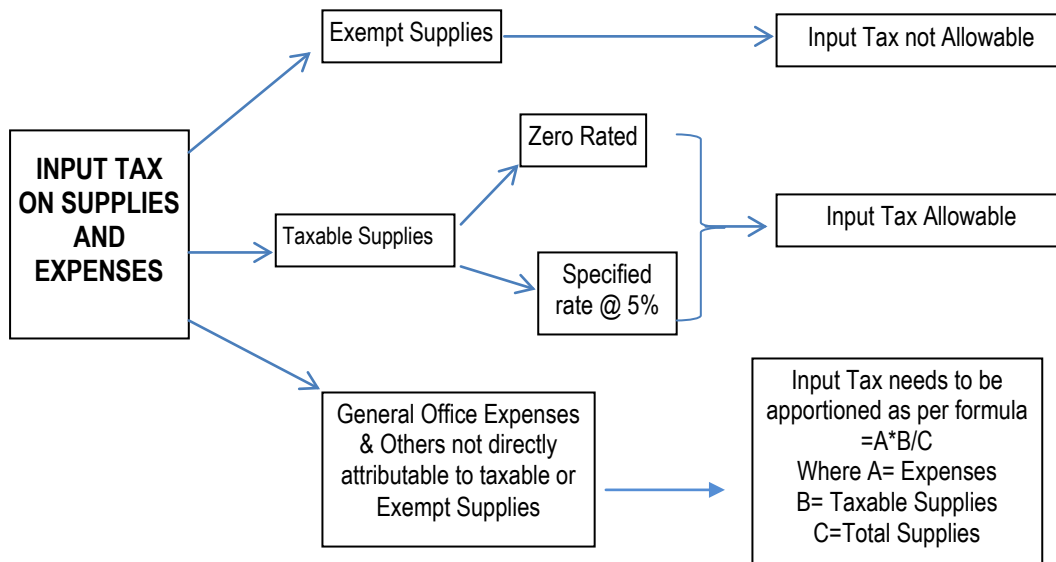 Exempt Supplies
Input Tax not Allowable
INPUT TAX
ON SUPPLIES
AND
EXPENSES
Zero Rated
Taxable Supplies
Specified
rate @ 5%
Input Tax Allowable
General Office Expenses
& Others not directly
attributable to taxable or
Exempt Supplies
Input Tax needs to be
apportioned as per formula
=A*B/C
Where A= Expenses
B= Taxable Supplies
C=Total Supplies